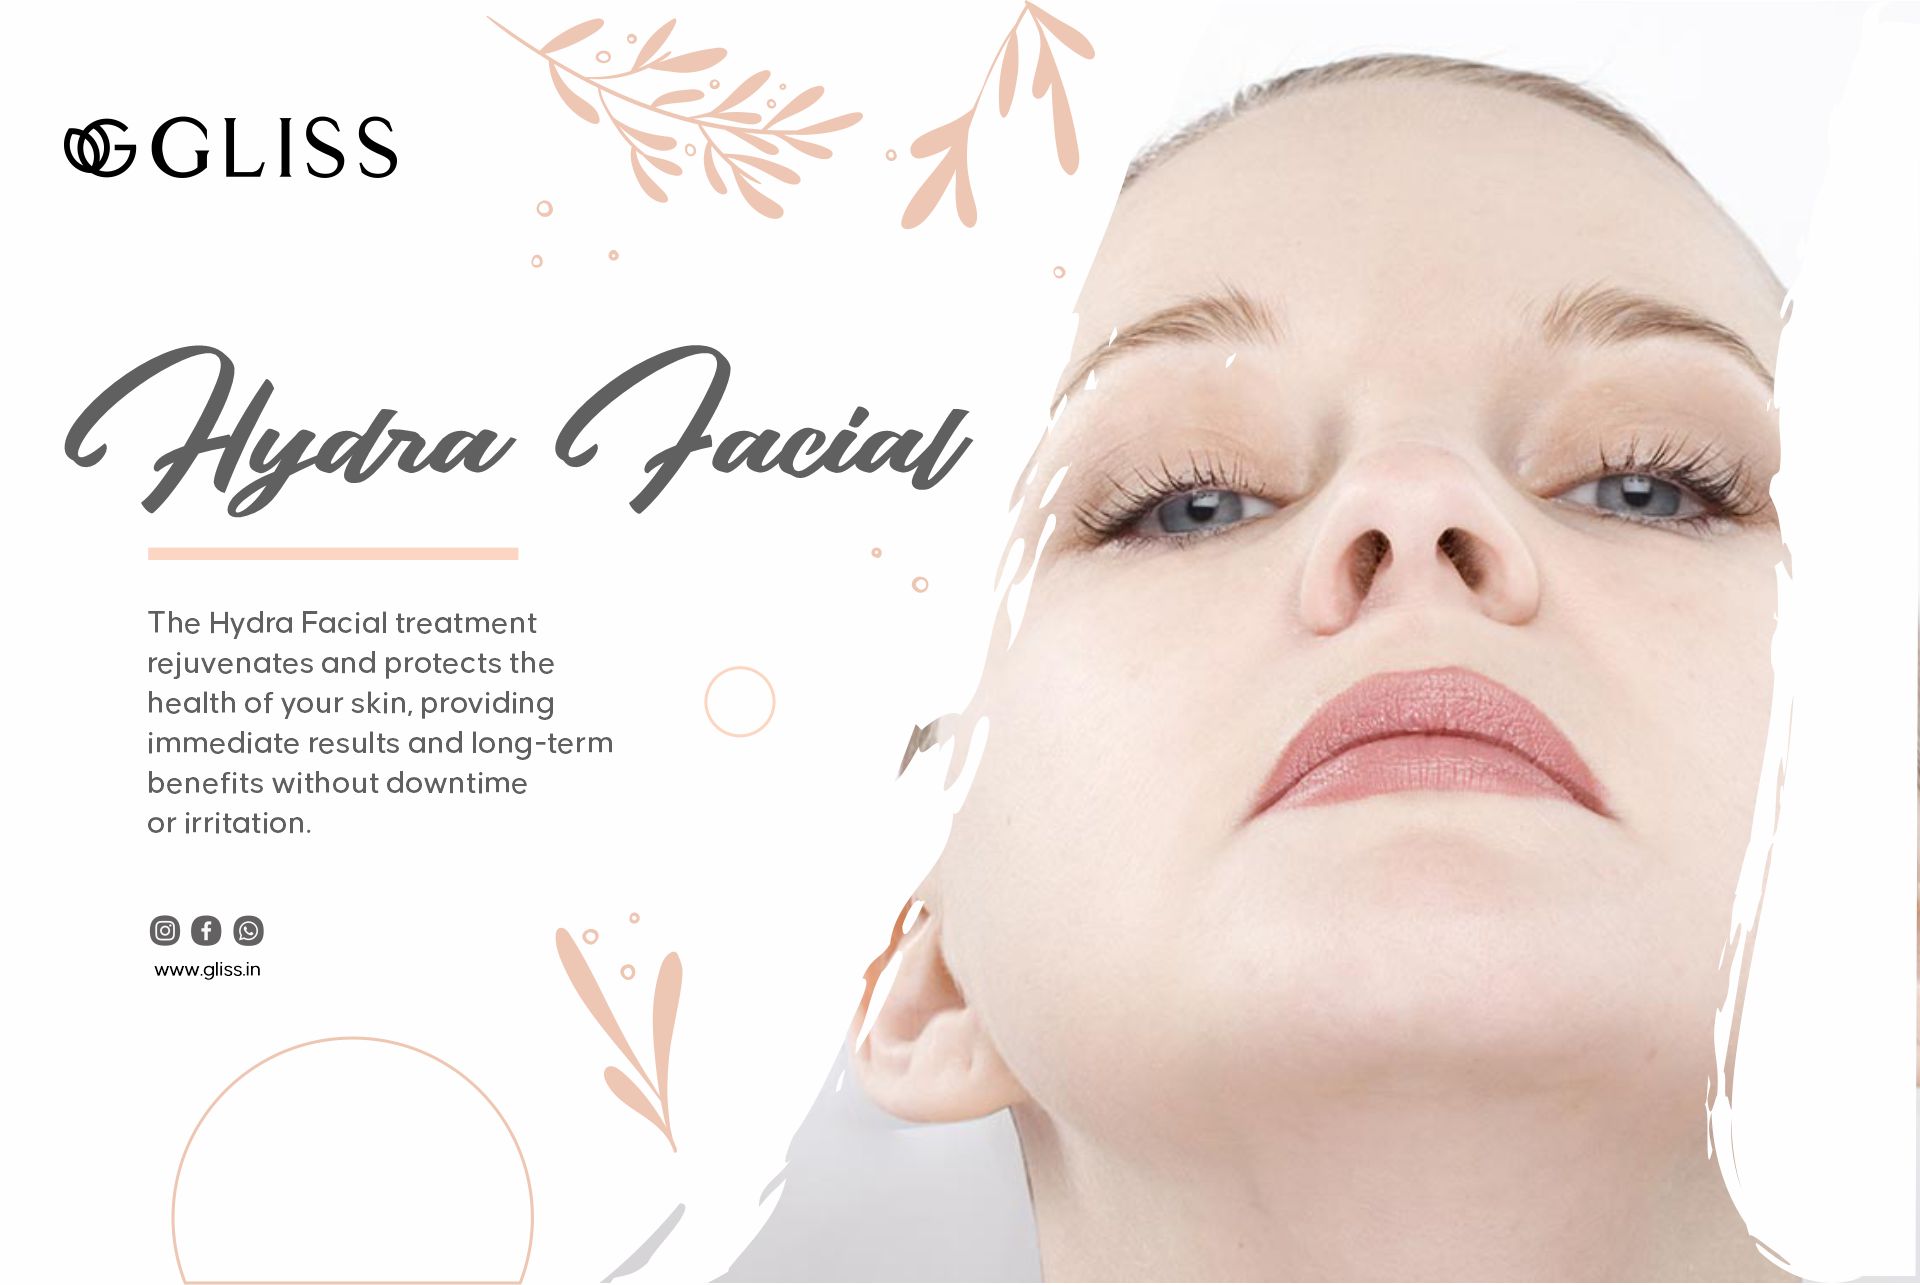 GLISS
Hydra Facial
The Hydra Facial treatment
rejuvenates and protects the
health of your skin, providing
immediate results and long-term
benefits without downtime
or irritation.
www.gliss.in